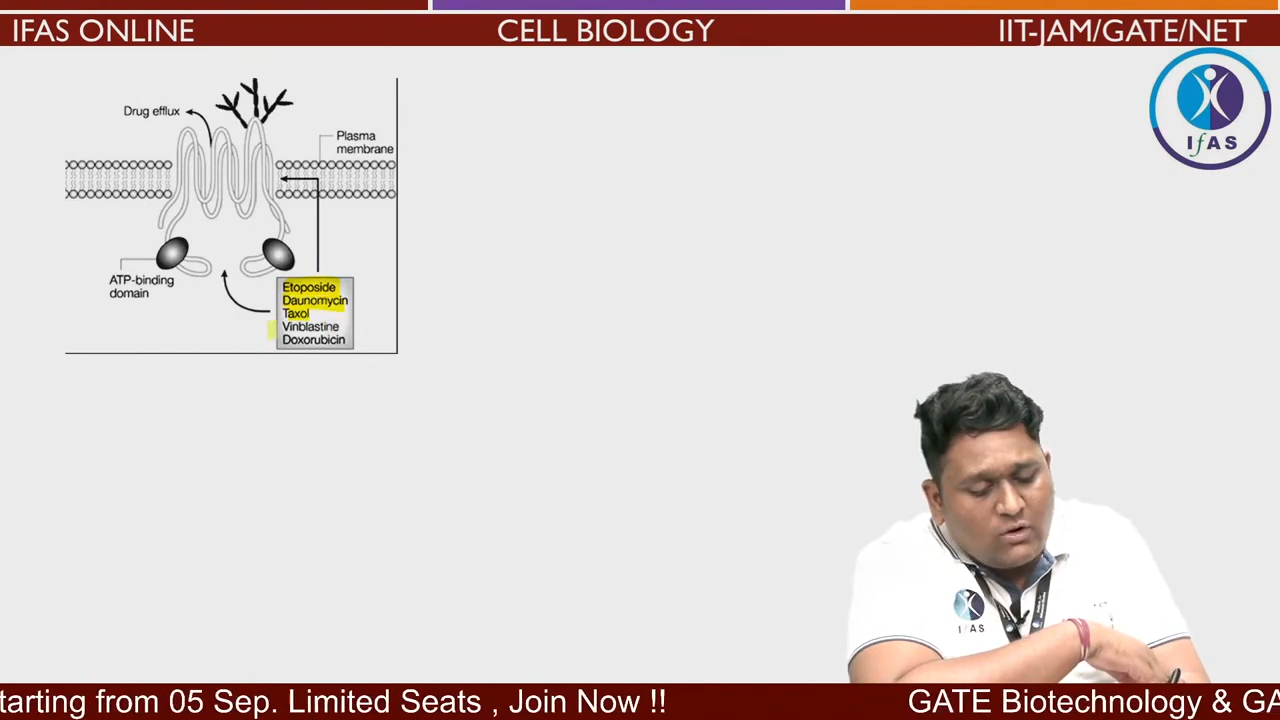 IFAS ONLINE
CELL BIOLOGY
IIT-JAM/GATE/NET
IfAS
Drug efflux
Plasma
membrane
ATP-binding
domain
Etoposide
Daunomycin
Taxol
Vinblastine
Doxorubicin
IfAS
tarting from 05 Sep. Limited Seats , Join Now !!
GATE Biotechnology & GA